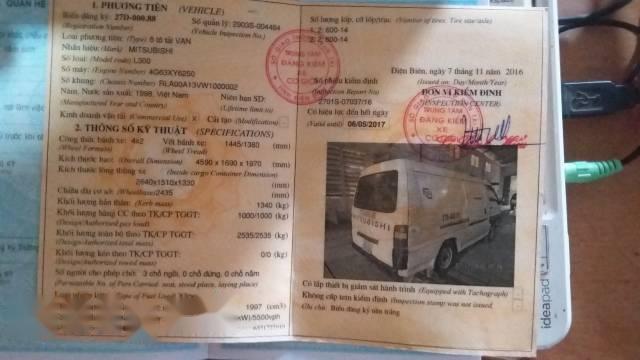 1. PHƯƠNG TIỆN (VEHICLE)
Biển đăng ký: 27D-000.88
(Registration Number)
Số quản lý: 2903S-004464
(Vehicle Inspection No.)
Loại phương tiện: (Type) ô tô tải VAN
Nhãn hiệu: (Mark) MITSUBISHI
Số loại: (Model code) L300
Số máy: (Engine Number) 4G63XY6250
Số khung: (Chassis Number) RLA00A13VW1000002
Năm, Nước sản xuất: 1998, Việt Nam
(Manufactured Year and Country)
Niên hạn SD:
(Lifetime limit to)
Kinh doanh vận tải (Commercial Use)
X Cải tạo (Modification)
2. THÔNG SỐ KỸ THUẬT (SPECIFICATIONS)
Công thức bánh xe: 4x2
(Wheel Formula)
Vết bánh xe: 1445/1380 (mm)
(Wheel Tread)
Kích thước bao: (Overall Dimension) 4590 x 1690 x 1970 (mm)
Kích thước lòng thùng xe (Inside cargo Container Dimension)
2640x1510x1330 (mm)
Chiều dài cơ sở: (Wheelbase) 2435 (mm)
Khối lượng bản thân: (Kerb mass) 1340 (kg)
Khối lượng hàng CC theo TK/CP TGGT: 1000/1000 (kg)
(Design/Authorized pay load)
Khối lượng toàn bộ theo TK/CP TGGT: 2535/2535 (kg)
(Design/Authorized total mass)
Khối lượng kéo theo TK/CP TGGT: 0/0 (kg)
(Design/Authorized towed mass)
Số người cho phép chở: 3 chỗ ngồi, 0 chỗ đứng, 0 chỗ nằm
(Permissible No. of Pers Carried: seat, stood place, laying place)
1997 (cm3)
Số lượng lốp, cỡ lốp/trục (Number of tires, Tire size/axle)
1: 2; 600-14
2: 2; 600-14
Số phiếu kiểm định
(Inspection Report No)
2701S-07037/16
Có hiệu lực đến hết ngày
(Valid until) 06/05/2017
Điện Biên, ngày 7 tháng 11 năm 2016
(Issued on: Day/Month/Year)
ĐƠN VỊ KIỂM ĐỊNH
(INSPECTION CENTER)
TRUNG TÂM
ĐĂNG KIỂM
XE
CƠ GIỚI
TRUNG TÂM
ĐĂNG KIỂM
XE
MITSUBISHI
Có lắp thiết bị giám sát hành trình (Equipped with Tachograph)
Không cấp tem kiểm định (Inspection stamp was not issued)
Ghi chú: Biển đăng ký nền trắng
ideapad